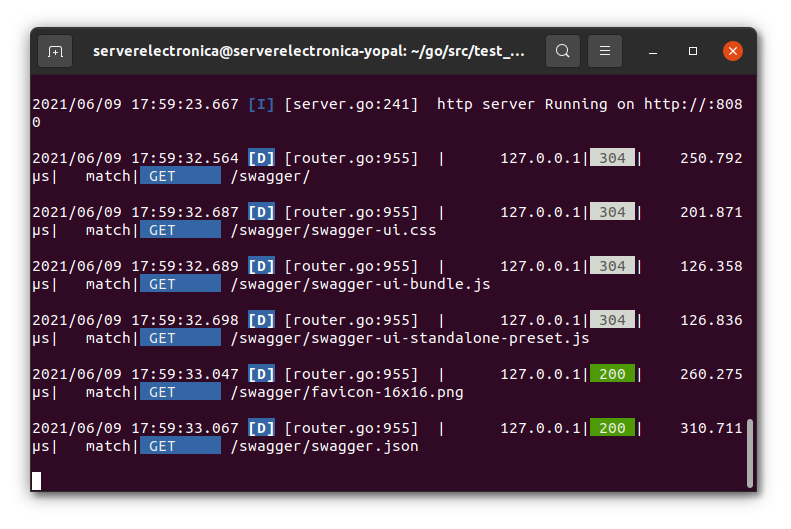 serverelectronica@serverelectronica-yopal: ~/go/src/test_...
2021/06/09 17:59:23.667 [I] [server.go:241]  http server Running on http://:808
0
2021/06/09 17:59:32.564 [D] [router.go:955]  |      127.0.0.1| 304 |    250.792
µs|   match| GET      /swagger/
2021/06/09 17:59:32.687 [D] [router.go:955]  |      127.0.0.1| 304 |    201.871
µs|   match| GET      /swagger/swagger-ui.css
2021/06/09 17:59:32.689 [D] [router.go:955]  |      127.0.0.1| 304 |    126.358
µs|   match| GET      /swagger/swagger-ui-bundle.js
2021/06/09 17:59:32.698 [D] [router.go:955]  |      127.0.0.1| 304 |    126.836
µs|   match| GET      /swagger/swagger-ui-standalone-preset.js
2021/06/09 17:59:33.047 [D] [router.go:955]  |      127.0.0.1| 200 |    260.275
µs|   match| GET      /swagger/favicon-16x16.png
2021/06/09 17:59:33.067 [D] [router.go:955]  |      127.0.0.1| 200 |    310.711
µs|   match| GET      /swagger/swagger.json